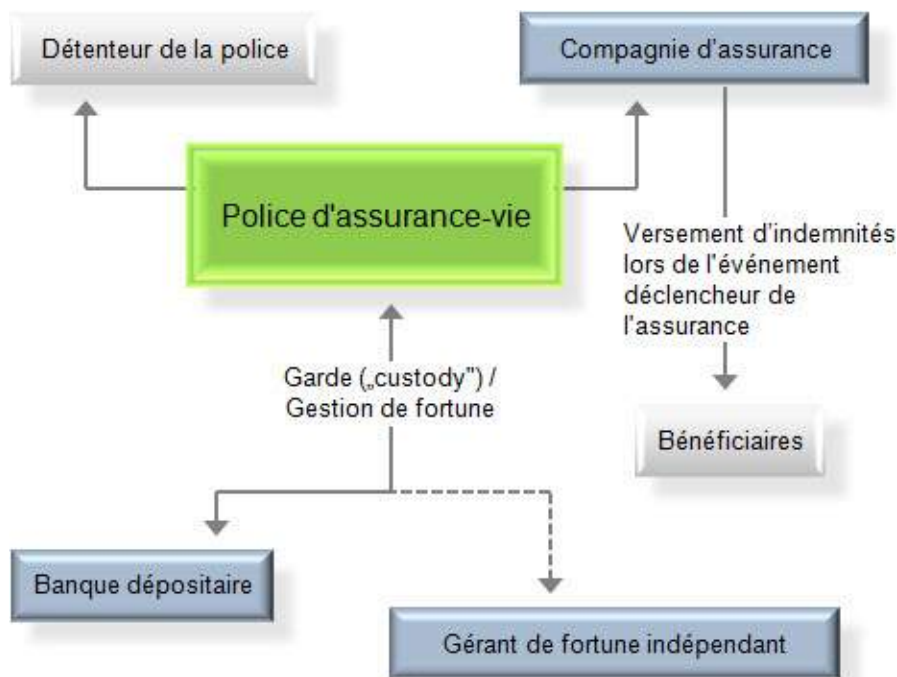 Détenteur de la police
Compagnie d'assurance
Police d'assurance-vie
Versement d'indemnités
lors de l'événement
déclencheur de
l'assurance
Garde („custody") /
Gestion de fortune
Bénéficiaires
Banque dépositaire
Gérant de fortune indépendant